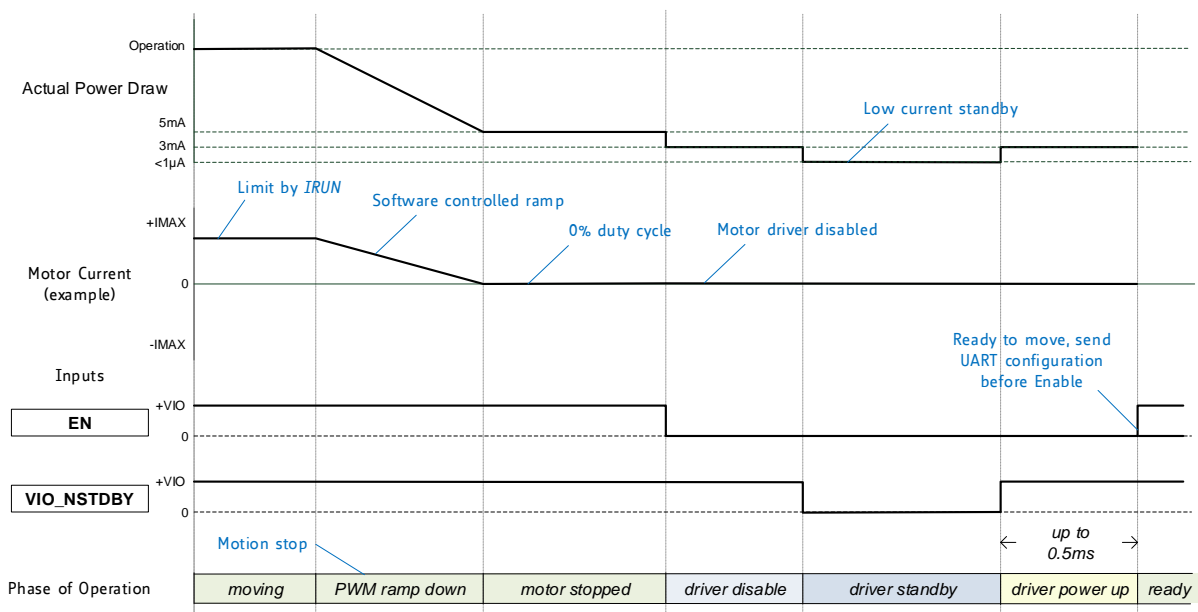 Operation
Actual Power Draw
5mA
3mA
<1µA
Low current standby
Limit by IRUN
Software controlled ramp
0% duty cycle
Motor driver disabled
+IMAX
Motor Current
(example)
0
-IMAX
Ready to move, send
UART configuration
before Enable
Inputs
EN
+VIO
0
VIO_NSTDBY
+VIO
0
up to
0.5ms
Motion stop
Phase of Operation
moving
PWM ramp down
motor stopped
driver disable
driver standby
driver power up
ready